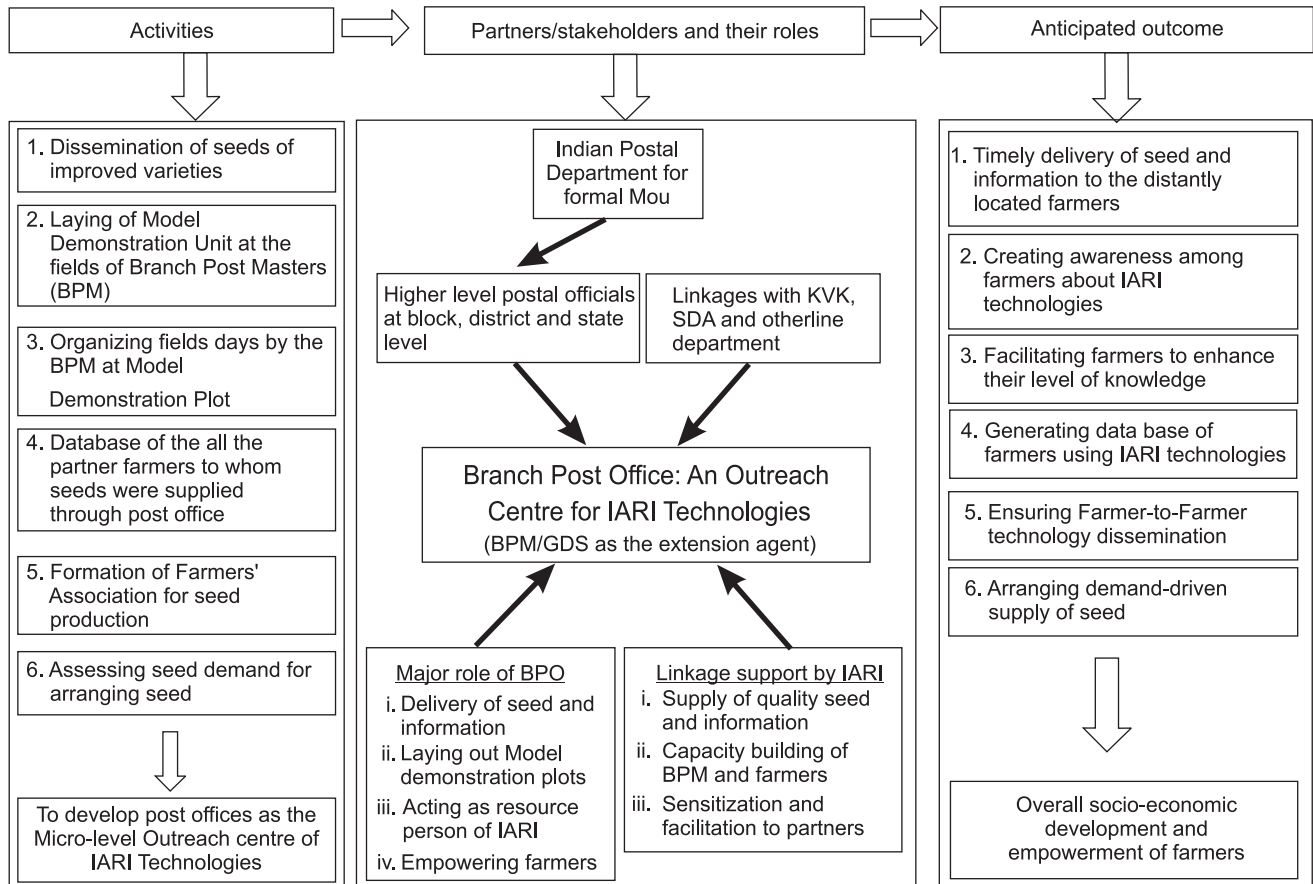 Activities
Partners/stakeholders and their roles
Anticipated outcome
1. Dissemination of seeds of
improved varieties
2. Laying of Model
Demonstration Unit at the
fields of Branch Post Masters
(BPM)
3. Organizing fields days by the
BPM at Model
Demonstration Plot
4. Database of the all the
partner farmers to whom
seeds were supplied
through post office
5. Formation of Farmers'
Association for seed
production
6. Assessing seed demand for
arranging seed
To develop post offices as the
Micro-level Outreach centre of
IARI Technologies
Indian Postal
Department for
formal Mou
Higher level postal officials
at block, district and state
level
Linkages with KVK,
SDA and otherline
department
Branch Post Office: An Outreach
Centre for IARI Technologies
(BPM/GDS as the extension agent)
Major role of BPO
i. Delivery of seed and
information
ii. Laying out Model
demonstration plots
iii. Acting as resource
person of IARI
iv. Empowering farmers
Linkage support by IARI
i. Supply of quality seed
and information
ii. Capacity building of
BPM and farmers
iii. Sensitization and
facilitation to partners
1. Timely delivery of seed and
information to the distantly
located farmers
2. Creating awareness among
farmers about IARI
technologies
3. Facilitating farmers to enhance
their level of knowledge
4. Generating data base of
farmers using IARI technologies
5. Ensuring Farmer-to-Farmer
technology dissemination
6. Arranging demand-driven
supply of seed
Overall socio-economic
development and
empowerment of farmers